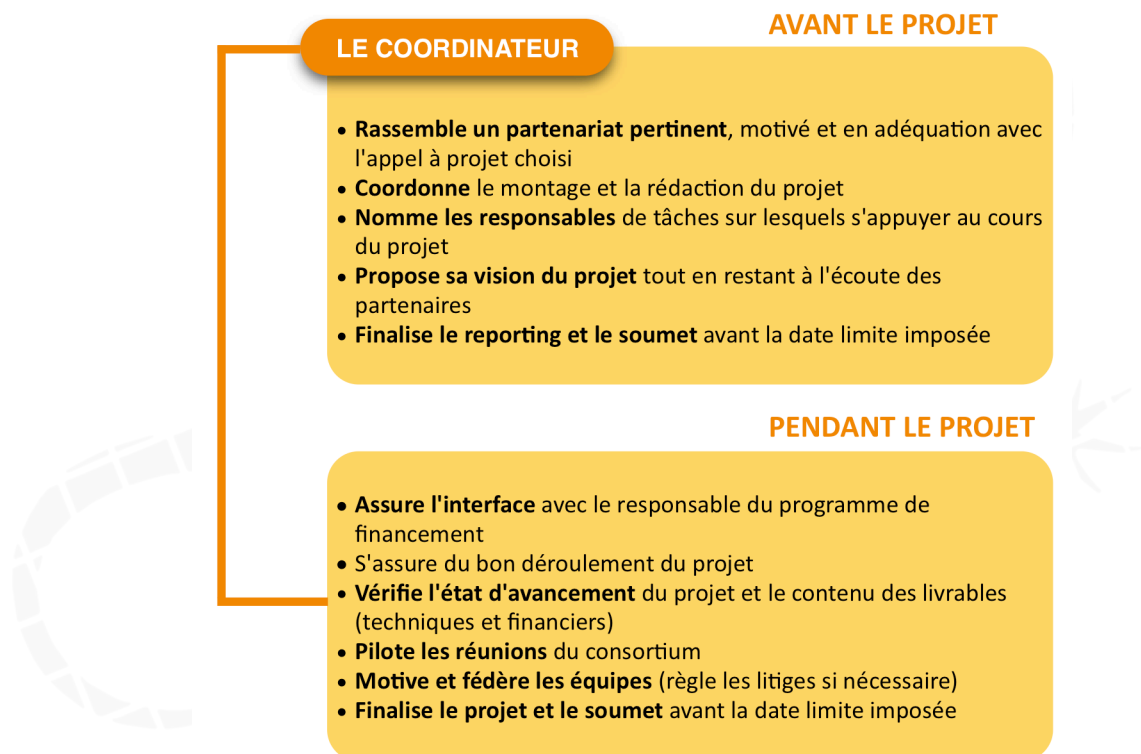 AVANT LE PROJET
LE COORDINATEUR
• Rassemble un partenariat pertinent, motivé et en adéquation avec
l'appel à projet choisi
• Coordonne le montage et la rédaction du projet
• Nomme les responsables de tâches sur lesquels s'appuyer au cours
du projet
• Propose sa vision du projet tout en restant à l'écoute des
partenaires
• Finalise le reporting et le soumet avant la date limite imposée
PENDANT LE PROJET
• Assure l'interface avec le responsable du programme de
financement
• S'assure du bon déroulement du projet
• Vérifie l'état d'avancement du projet et le contenu des livrables
(techniques et financiers)
• Pilote les réunions du consortium
• Motive et fédère les équipes (règle les litiges si nécessaire)
• Finalise le projet et le soumet avant la date limite imposée